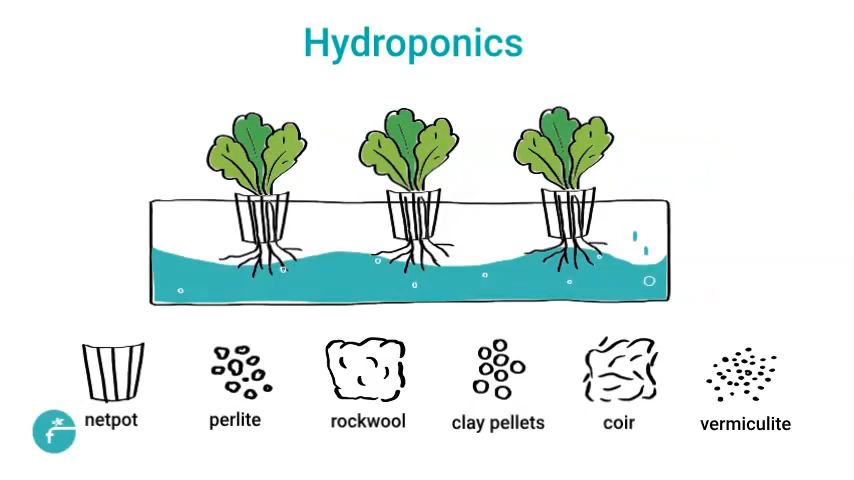 Hydroponics
netpot
perlite
rockwool
clay pellets
coir
vermiculite
f